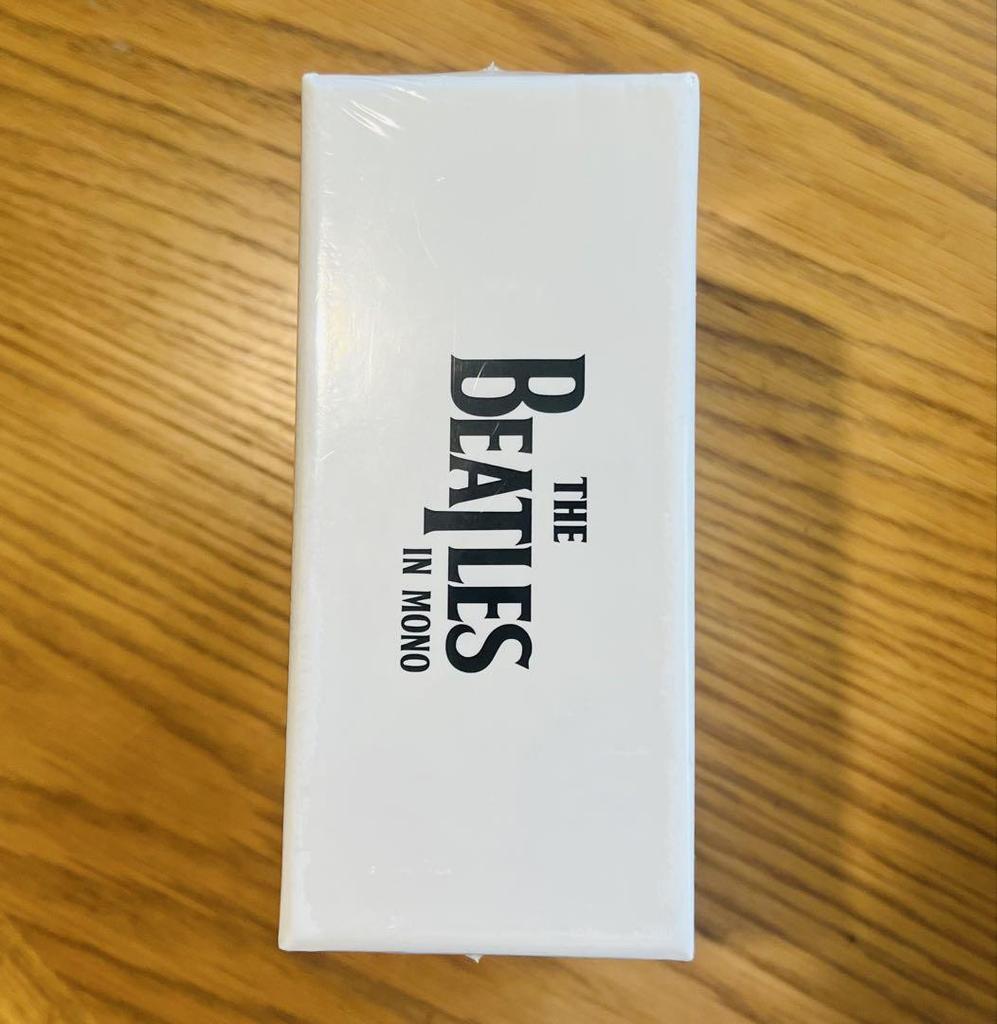 THE
BEATLES
IN MONO